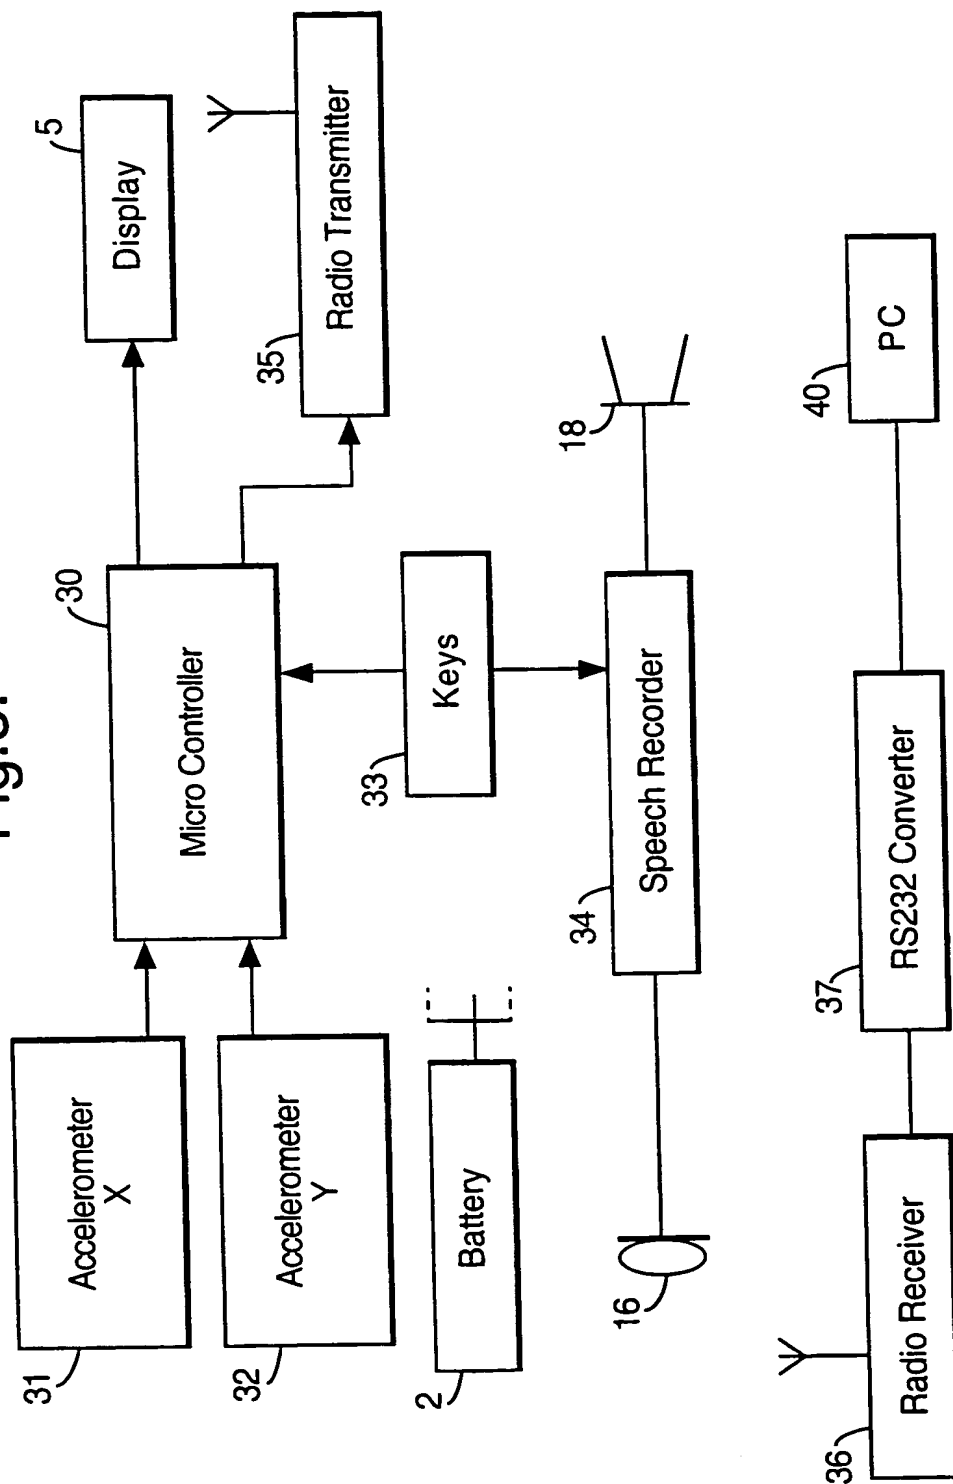 Fig.3.
31
Accelerometer
X
30
Micro Controller
5
Display
32
Accelerometer
Y
35
Radio Transmitter
2
Battery
33
Keys
16
34
Speech Recorder
18
36
Radio Receiver
37
RS232 Converter
40
PC